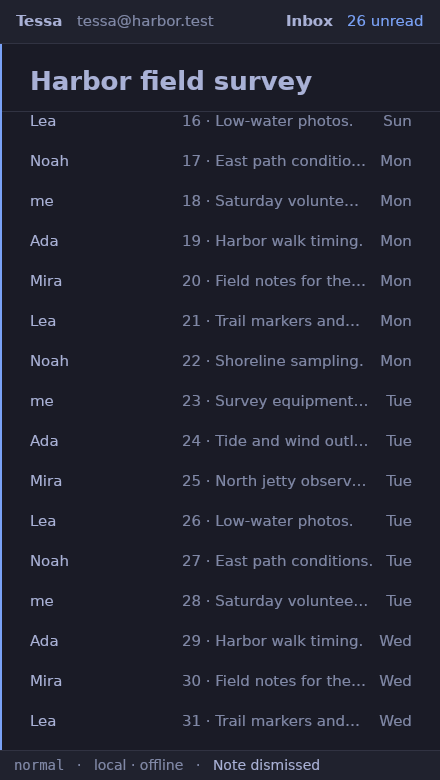 Tessa tessa@harbor.test Inbox 26 unread
Harbor field survey
Lea 16 · Low-water photos. Sun
Noah 17 · East path conditio… Mon
me 18 · Saturday volunte… Mon
Ada 19 · Harbor walk timing. Mon
Mira 20 · Field notes for the… Mon
Lea 21 · Trail markers and… Mon
Noah 22 · Shoreline sampling. Mon
me 23 · Survey equipment… Tue
Ada 24 · Tide and wind outl… Tue
Mira 25 · North jetty observ… Tue
Lea 26 · Low-water photos. Tue
Noah 27 · East path conditions. Tue
me 28 · Saturday voluntee… Tue
Ada 29 · Harbor walk timing. Wed
Mira 30 · Field notes for the… Wed
Lea 31 · Trail markers and… Wed
normal · local · offline · Note dismissed